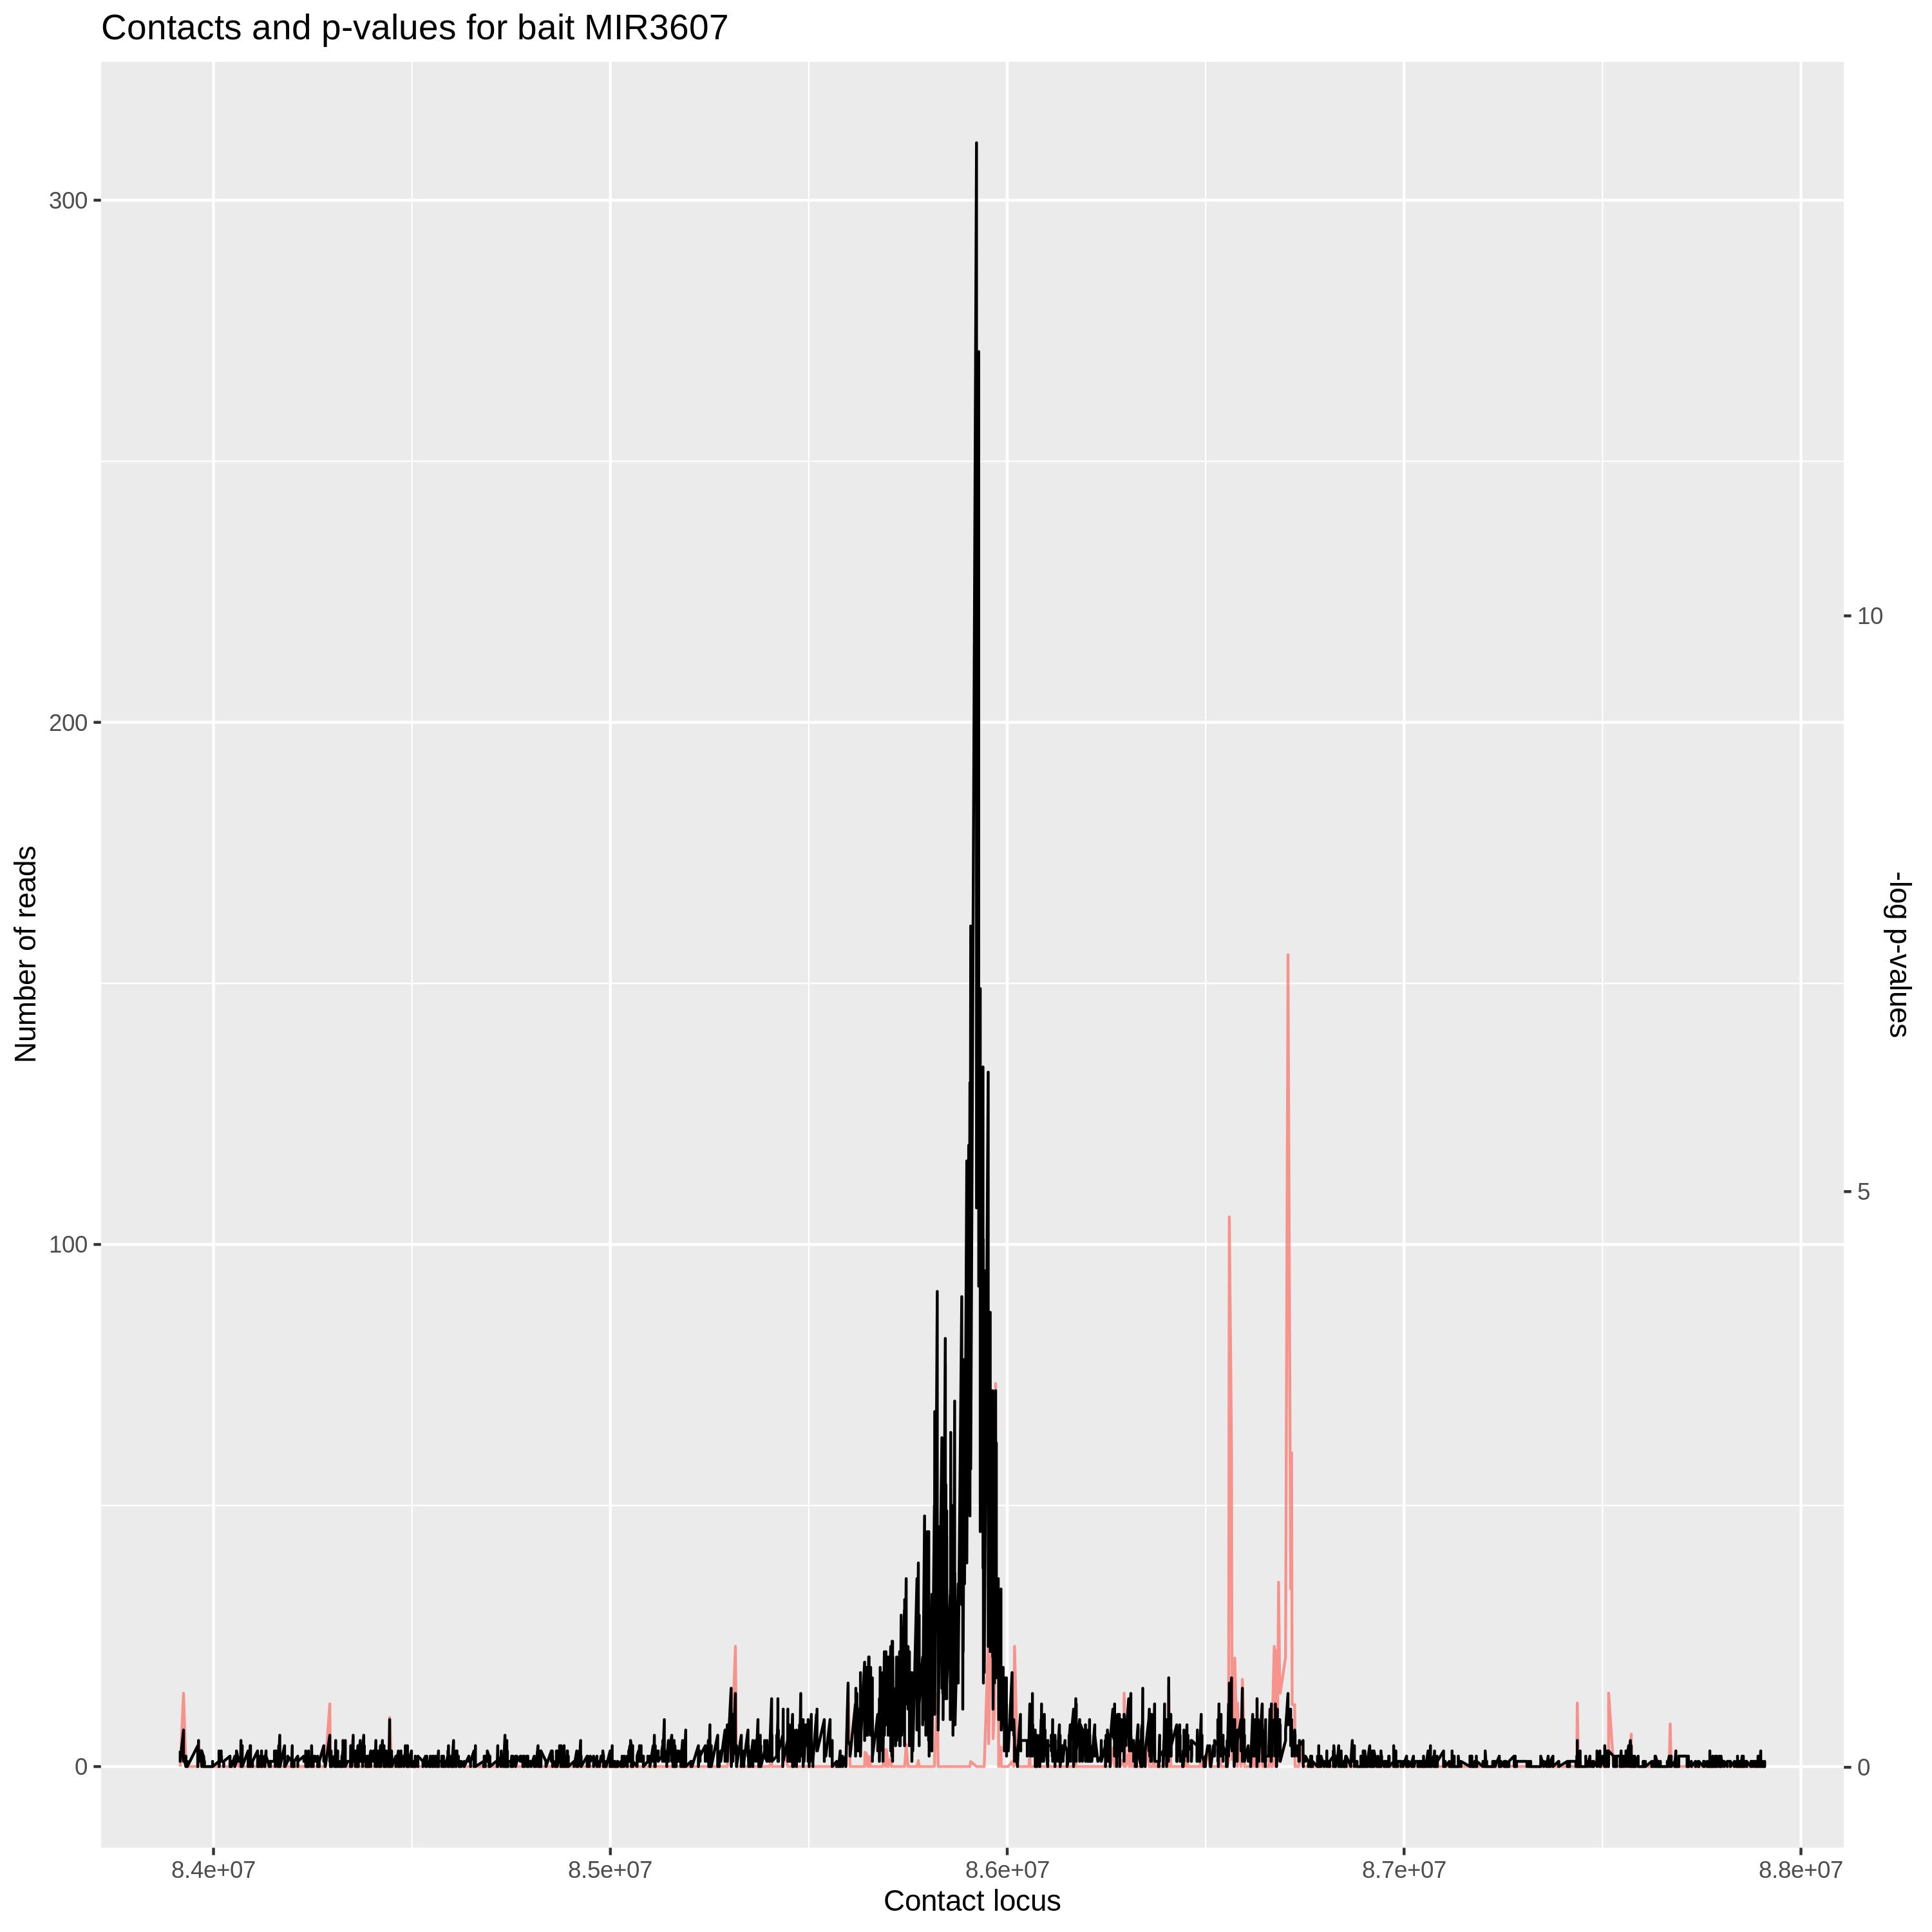 Contacts and p-values for bait MIR3607
300
200
100
0
Number of reads
10
5
0
-log p-values
8.4e+07
8.5e+07
8.6e+07
8.7e+07
8.8e+07
Contact locus